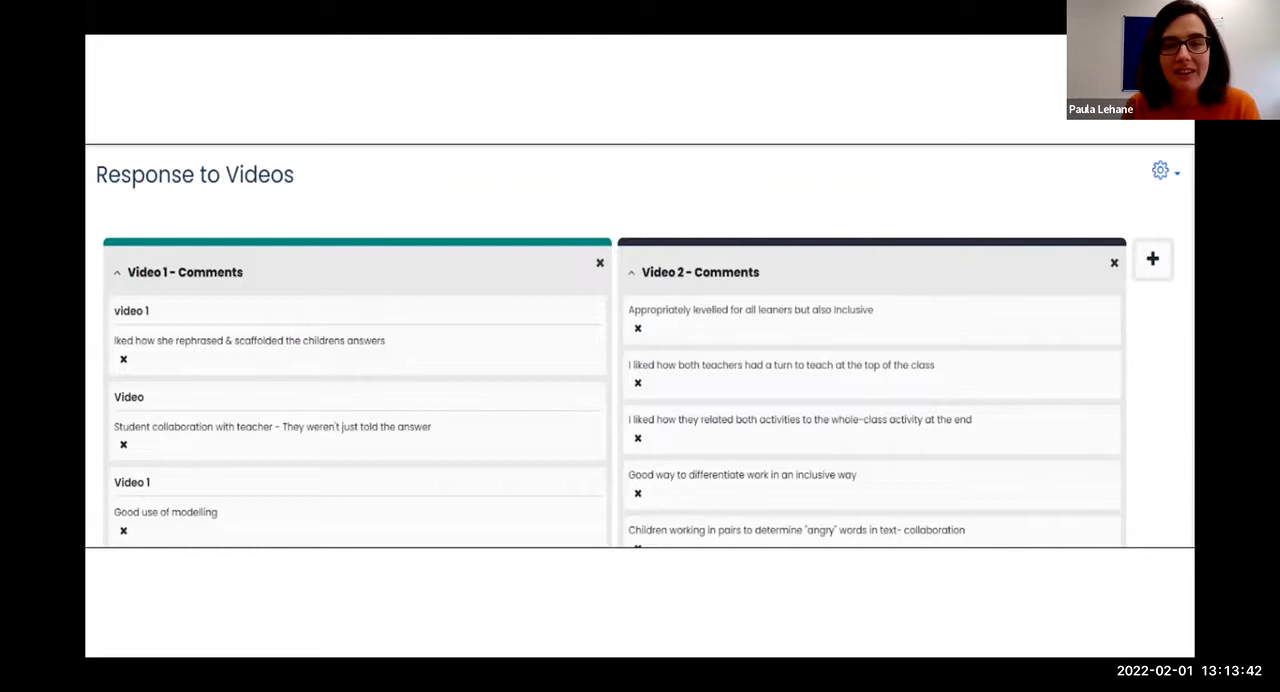 Paula Lehane
Response to Videos
Video 1 - Comments
video 1
Iked how she rephrased & scaffolded the childrens answers
Video
Student collaboration with teacher - They weren't just told the answer
Video 1
Good use of modelling
Video 2 - Comments
Appropriately levelled for all leaners but also Inclusive
I liked how both teachers had a turn to teach at the top of the class
I liked how they related both activities to the whole-class activity at the end
Good way to differentiate work in an inclusive way
Children working in pairs to determine "angry" words in text- collaboration
2022-02-01 13:13:42